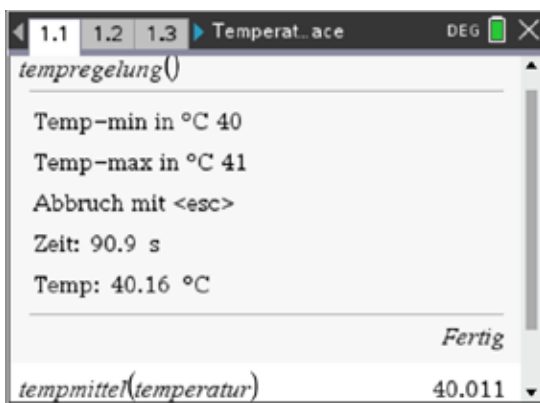 1.1 1.2 1.3 Temperat...ace DEG
tempregelung()
Temp-min in °C 40
Temp-max in °C 41
Abbruch mit <esc>
Zeit: 90.9 s
Temp: 40.16 °C
Fertig
tempmittel(temperatur) 40.011